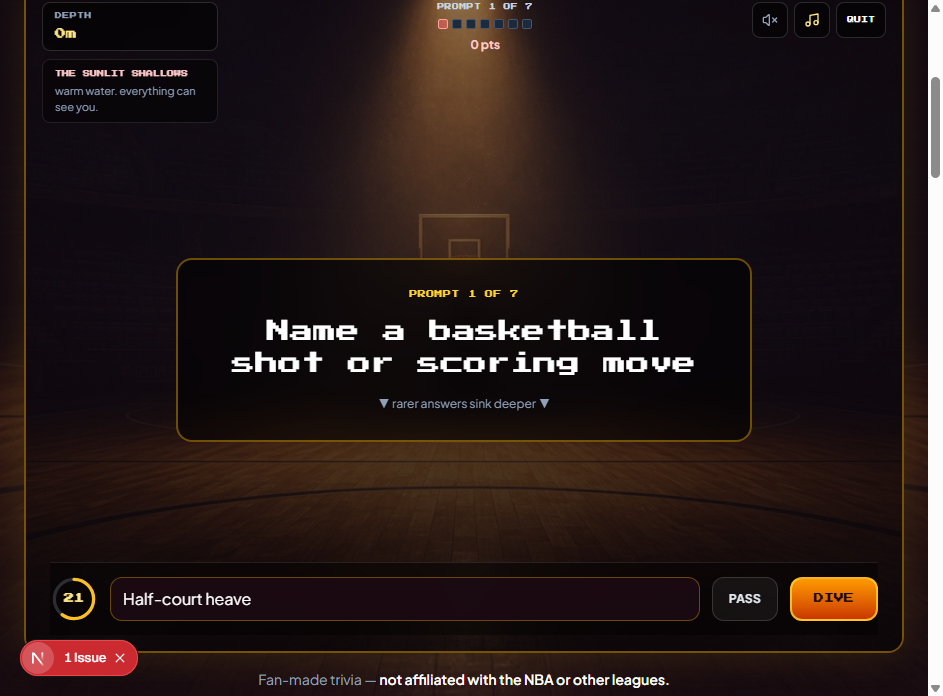 DEPTH
0m
THE SUNLIT SHALLOWS
warm water. everything can
see you.
PROMPT 1 OF 7
0 pts
QUIT
PROMPT 1 OF 7
Name a basketball
shot or scoring move
▼ rarer answers sink deeper ▼
21
Half-court heave
PASS
DIVE
N
1 Issue
Fan-made trivia — not affiliated with the NBA or other leagues.